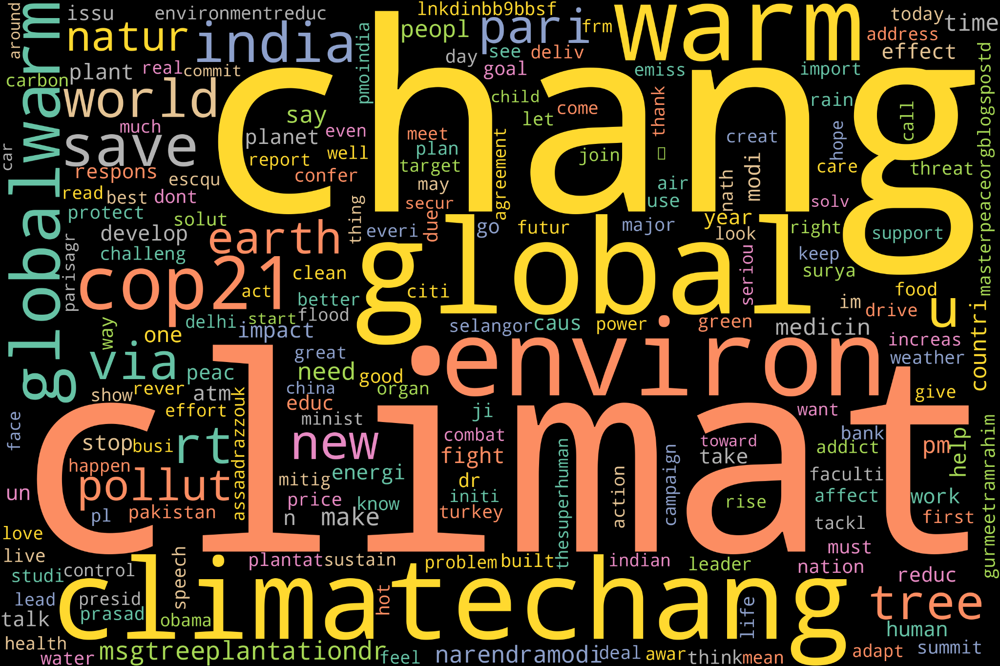 around
globalwarm
issu
environmentreduc
natur
india
pmoindia
lnkdinbb9bbsf
peopl
pari
frm
warm
today
time
address
effect
day
see
deliv
goal
emiss
import
masterpeaceorgblogspostd
carbon
plant
real
commit
world
chang
child
come
let
thank
rain
call
hope
much
save
say
planet
even
report
well
confer
meet
plan
target
may
secur
agreement
join
creat
care
threat
car
respons
escqu
read
best
dont
protect
solut
develop
challeng
parisagr
earth
thing
everi
due
go
futur
major
air
use
nath
modi
year
look
solv
right
support
keep
surya
seriou
cop21
act
clean
better
flood
global
citi
food
im
drive
u
countri
way
one
delhi
start
impact
selangor
caus
power
green
medicin
increas
weather
via
peac
great
need
good
organ
china
educ
minist
environ
give
show
rever
atm
effort
assaadrazzouk
face
stop
busi
rt
happen
pollut
un
pl
pakistan
climat
new
mitig
energi
price
know
n
make
ji
combat
fight
dr
initi
turkey
thesuperhuman
action
campaign
toward
take
rise
want
bank
addict
faculti
affect
tackl
must
pm
help
work
first
gurmeetramrahim
love
live
studi
control
speech
lead
presid
prasad
talk
obama
health
water
plantat
sustain
problem
built
indian
leader
nation
reduc
climatechang
hot
life
tree
human
msgtreeplantationdr
feel
narendramodi
deal
awar
think
mean
adapt
summit